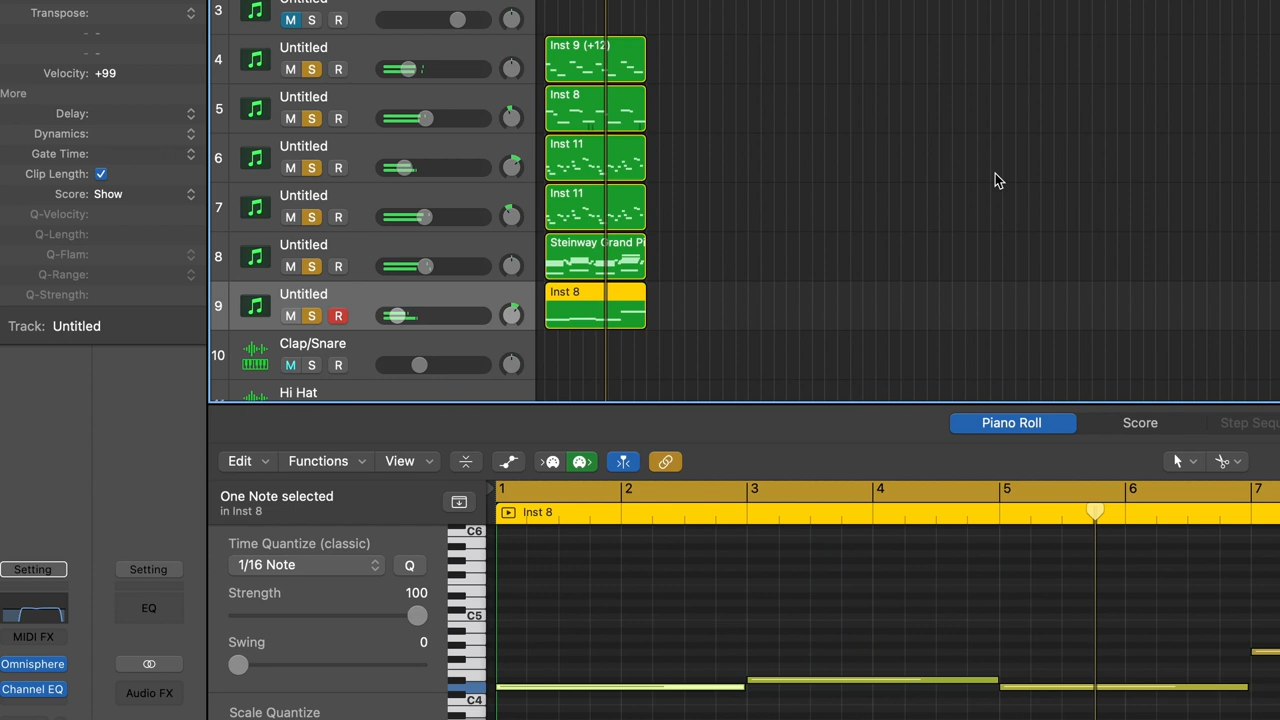 Transpose:
- -
- -
Velocity: +99
More
Delay:
Dynamics:
Gate Time:
Clip Length:
Score: Show
Q-Velocity:
Q-Length:
Q-Flam:
Q-Range:
Q-Strength:
Track: Untitled
Setting
Setting
EQ
MIDI FX
Omnisphere
Channel EQ
Audio FX
3
M S R
4
Untitled
M S R
5
Untitled
M S R
6
Untitled
M S R
7
Untitled
M S R
8
Untitled
M S R
9
Untitled
M S R
10
Clap/Snare
M S R
Hi Hat
Inst 9 (+12)
Inst 8
Inst 11
Inst 11
Steinway Grand Pi
Inst 8
Piano Roll
Score
Step Sequ
Edit
Functions
View
One Note selected
in Inst 8
1 2 3 4 5 6 7
Inst 8
Time Quantize (classic)
1/16 Note
Q
Strength 100
Swing 0
Scale Quantize
C6
C5
C4